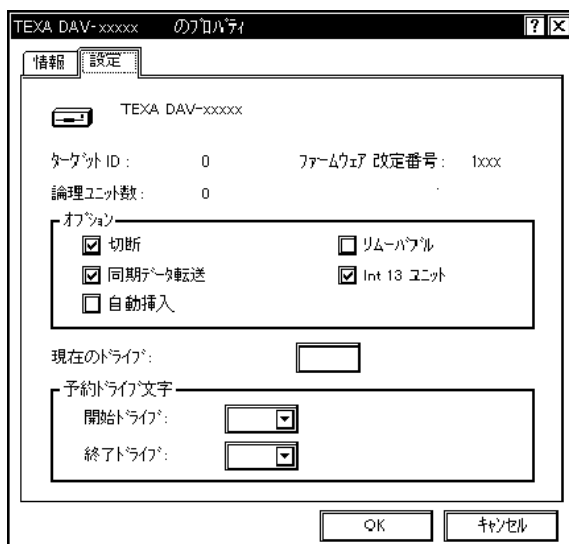 TEXA DAV-xxxxx のﾌﾟﾛﾊﾟﾃｨ
情報 設定
TEXA DAV-xxxxx
ﾀｰｹﾞｯﾄ ID : 0 ﾌｧｰﾑｳｪｱ 改定番号 : 1xxx
論理ﾕﾆｯﾄ数 : 0
ｵﾌﾟｼｮﾝ
切断 ﾘﾑｰﾊﾞﾌﾞﾙ
同期ﾃﾞｰﾀ転送 Int 13 ﾕﾆｯﾄ
自動挿入
現在のﾄﾞﾗｲﾌﾞ:
予約ﾄﾞﾗｲﾌﾞ文字
開始ﾄﾞﾗｲﾌﾞ:
終了ﾄﾞﾗｲﾌﾞ:
OK ｷｬﾝｾﾙ